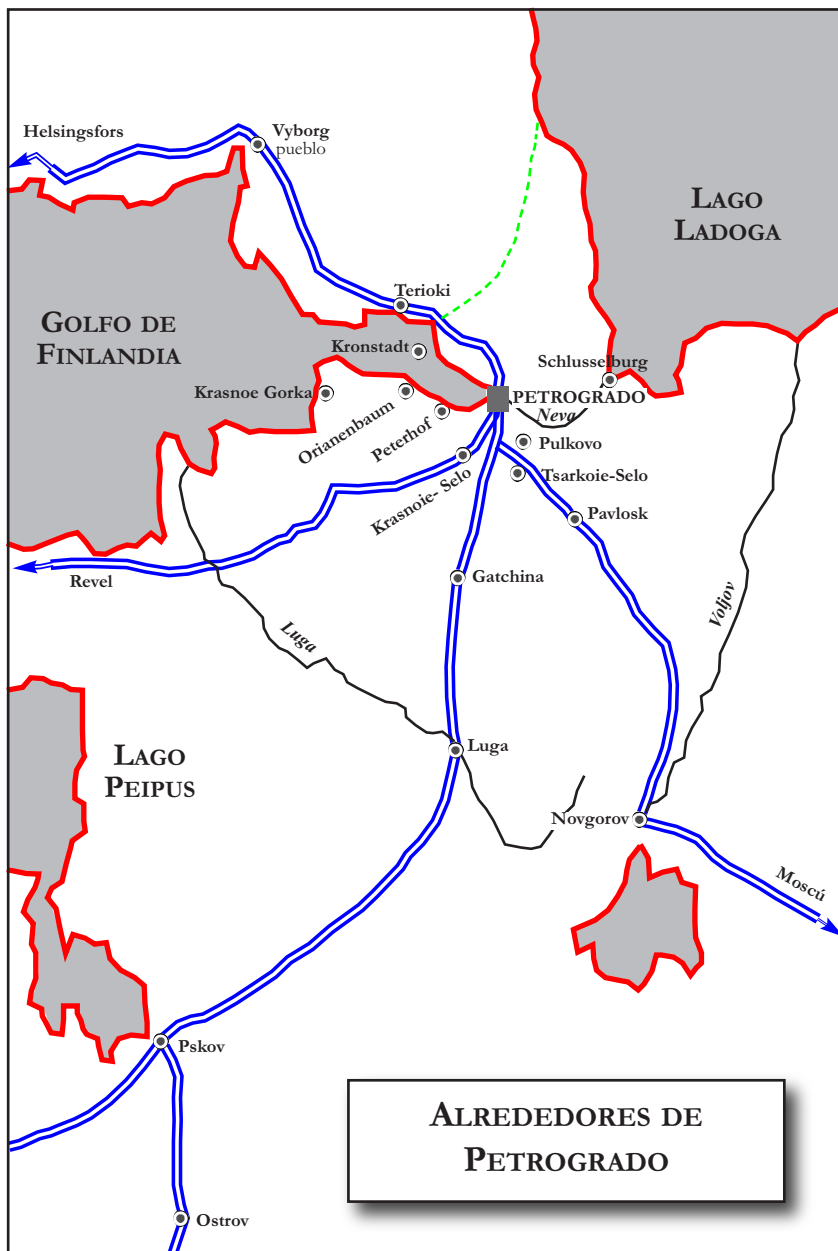 Helsingsfors
Vyborg
pueblo
LAGO
LADOGA
Terioki
GOLFO DE
FINLANDIA
Kronstadt
Schlusselburg
Krasnoe Gorka
PETROGRADO
Neva
Orianenbaum
Peterhof
Pulkovo
Krasnoie- Selo
Tsarkoie-Selo
Pavlosk
Revel
Gatchina
Voljov
Luga
LAGO
PEIPUS
Luga
Novgorov
Moscú
Pskov
ALREDEDORES DE
PETROGRADO
Ostrov